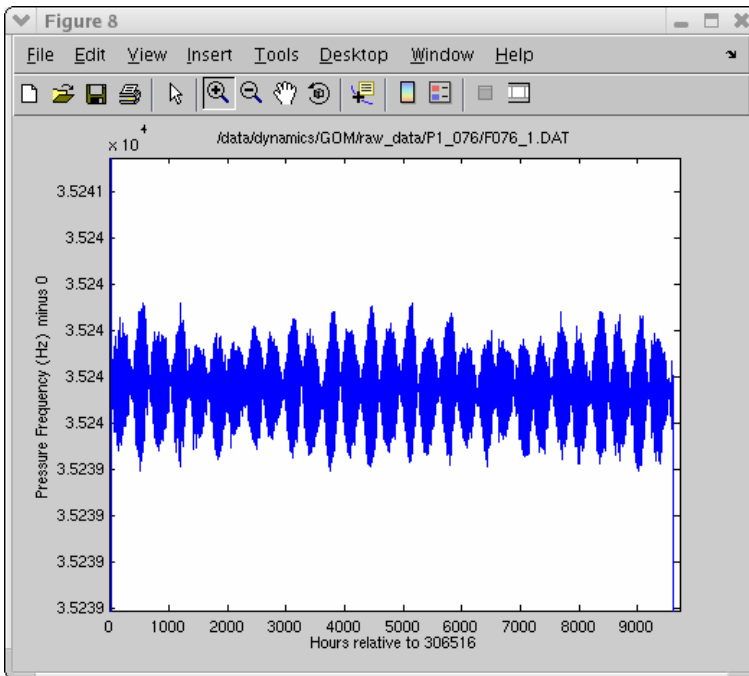 Figure 8
File Edit View Insert Tools Desktop Window Help
/data/dynamics/GOM/raw_data/P1_076/F076_1.DAT
x 10^4
3.5241
3.524
3.524
3.524
3.524
3.524
3.5239
3.5239
3.5239
3.5239
Pressure Frequency (Hz) minus 0
0 1000 2000 3000 4000 5000 6000 7000 8000 9000
Hours relative to 306516